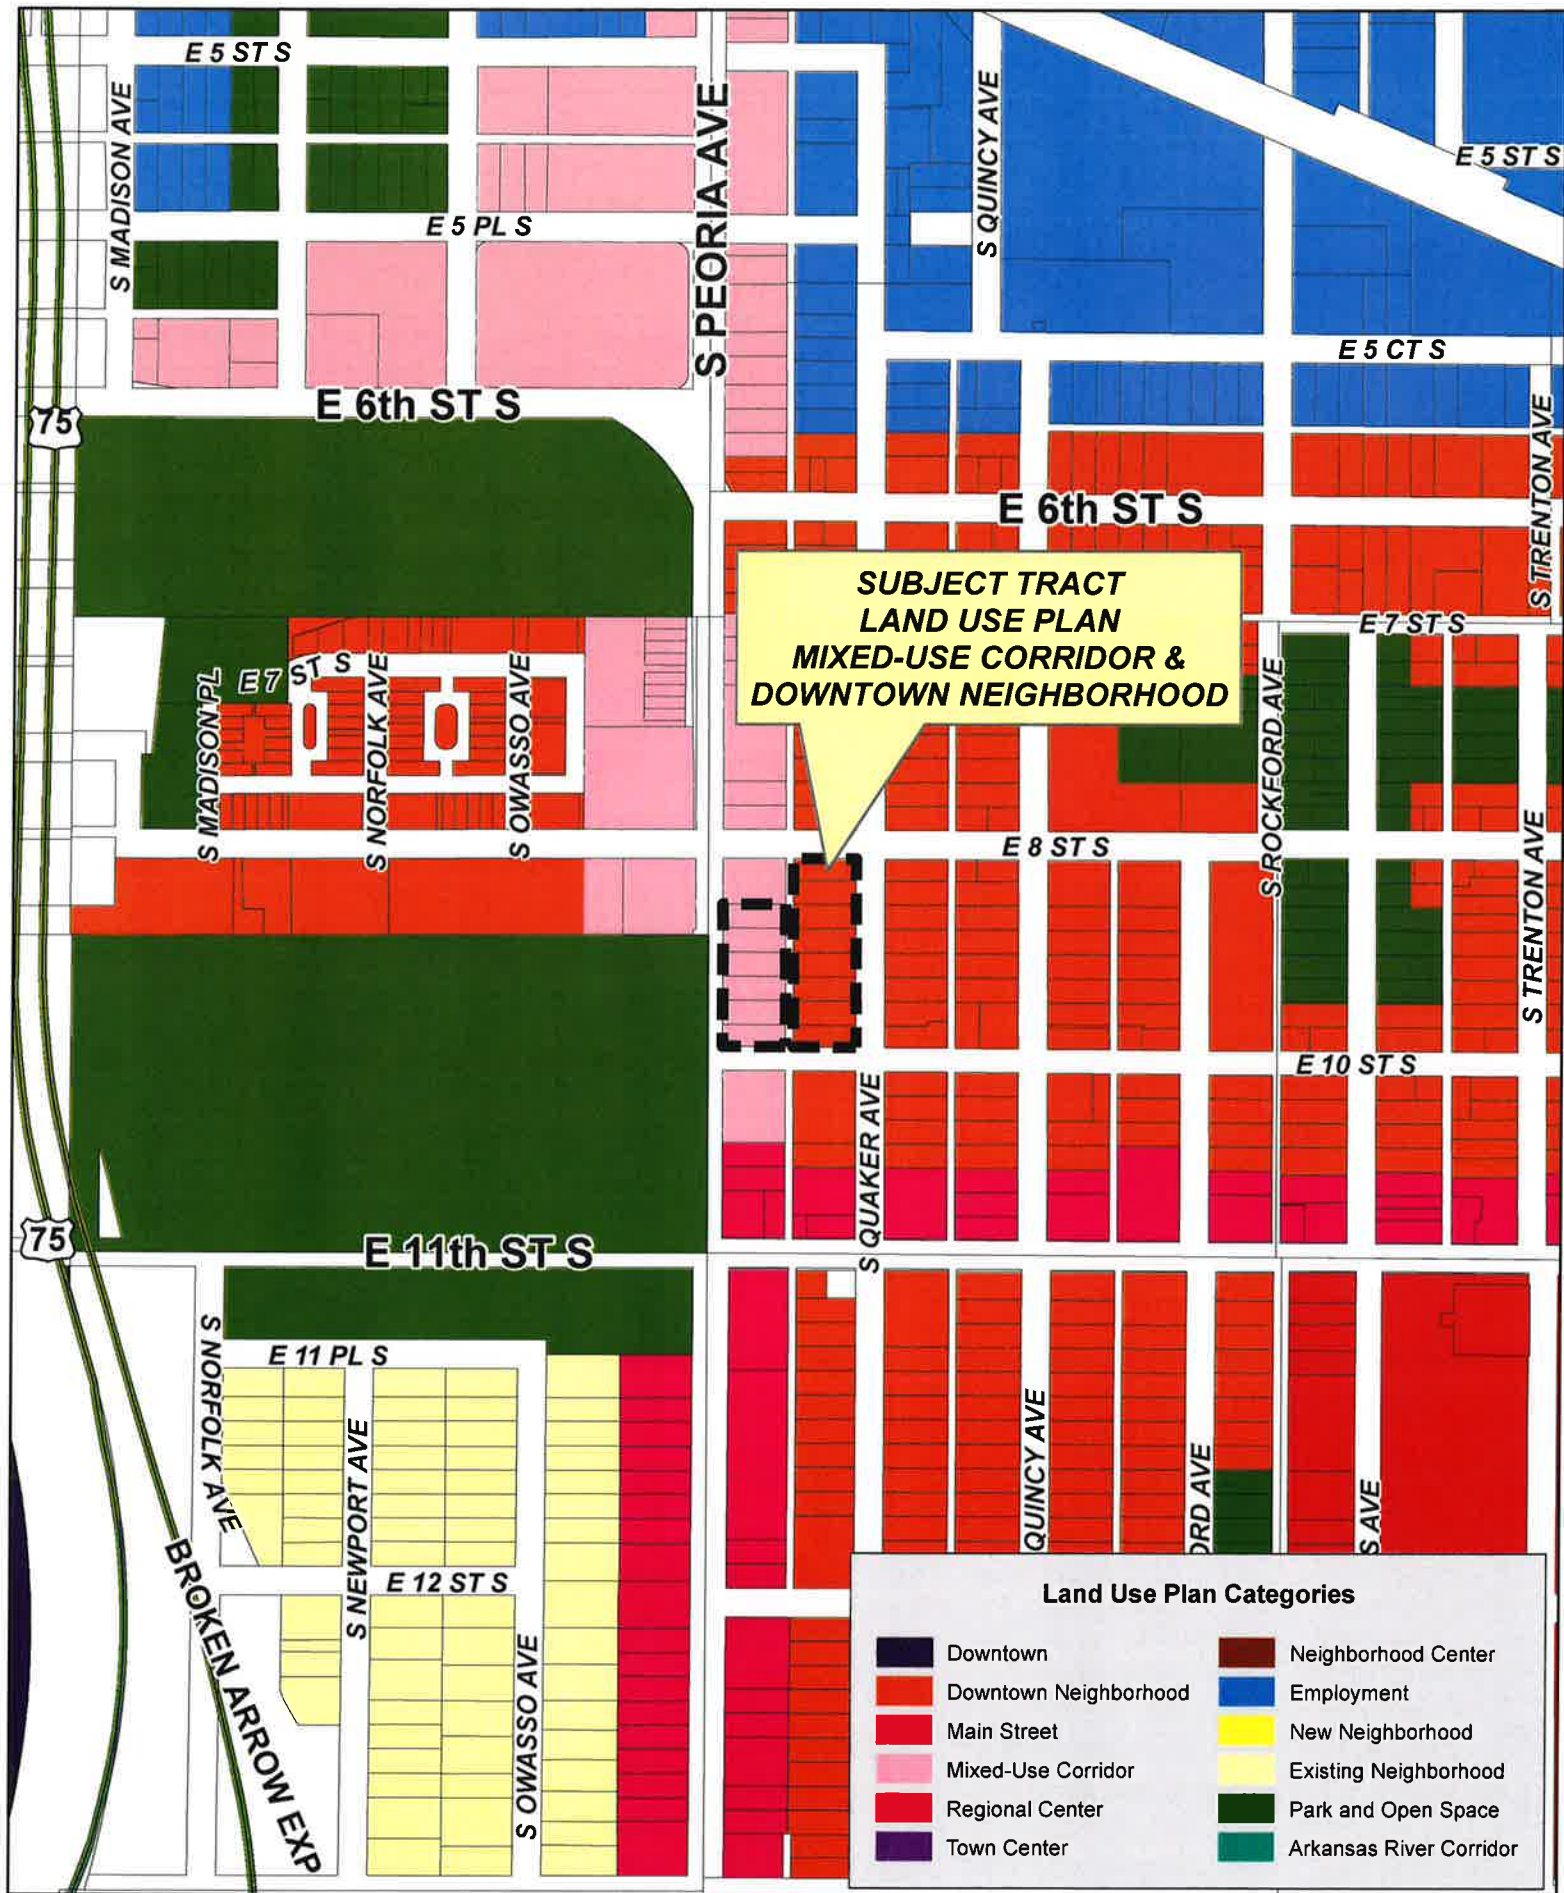 E 5 ST S
S MADISON AVE
S PEORIA AVE
S QUINCY AVE
E 5 ST S
E 5 PL S
E 5 CT S
E 6th ST S
75
S TRENTON AVE
E 6th ST S
SUBJECT TRACT
LAND USE PLAN
MIXED-USE CORRIDOR &
DOWNTOWN NEIGHBORHOOD
E 7 ST S
E 7 ST S
S MADISON PL
S NORFOLK AVE
S OWASSO AVE
S ROCKFORD AVE
E 8 ST S
S TRENTON AVE
E 10 ST S
S QUAKER AVE
75
E 11th ST S
S NORFOLK AVE
E 11 PL S
S NEWPORT AVE
QUINCY AVE
ORD AVE
S AVE
BROKEN ARROW EXP
E 12 ST S
S OWASSO AVE
Land Use Plan Categories
Downtown
Downtown Neighborhood
Main Street
Mixed-Use Corridor
Regional Center
Town Center
Neighborhood Center
Employment
New Neighborhood
Existing Neighborhood
Park and Open Space
Arkansas River Corridor